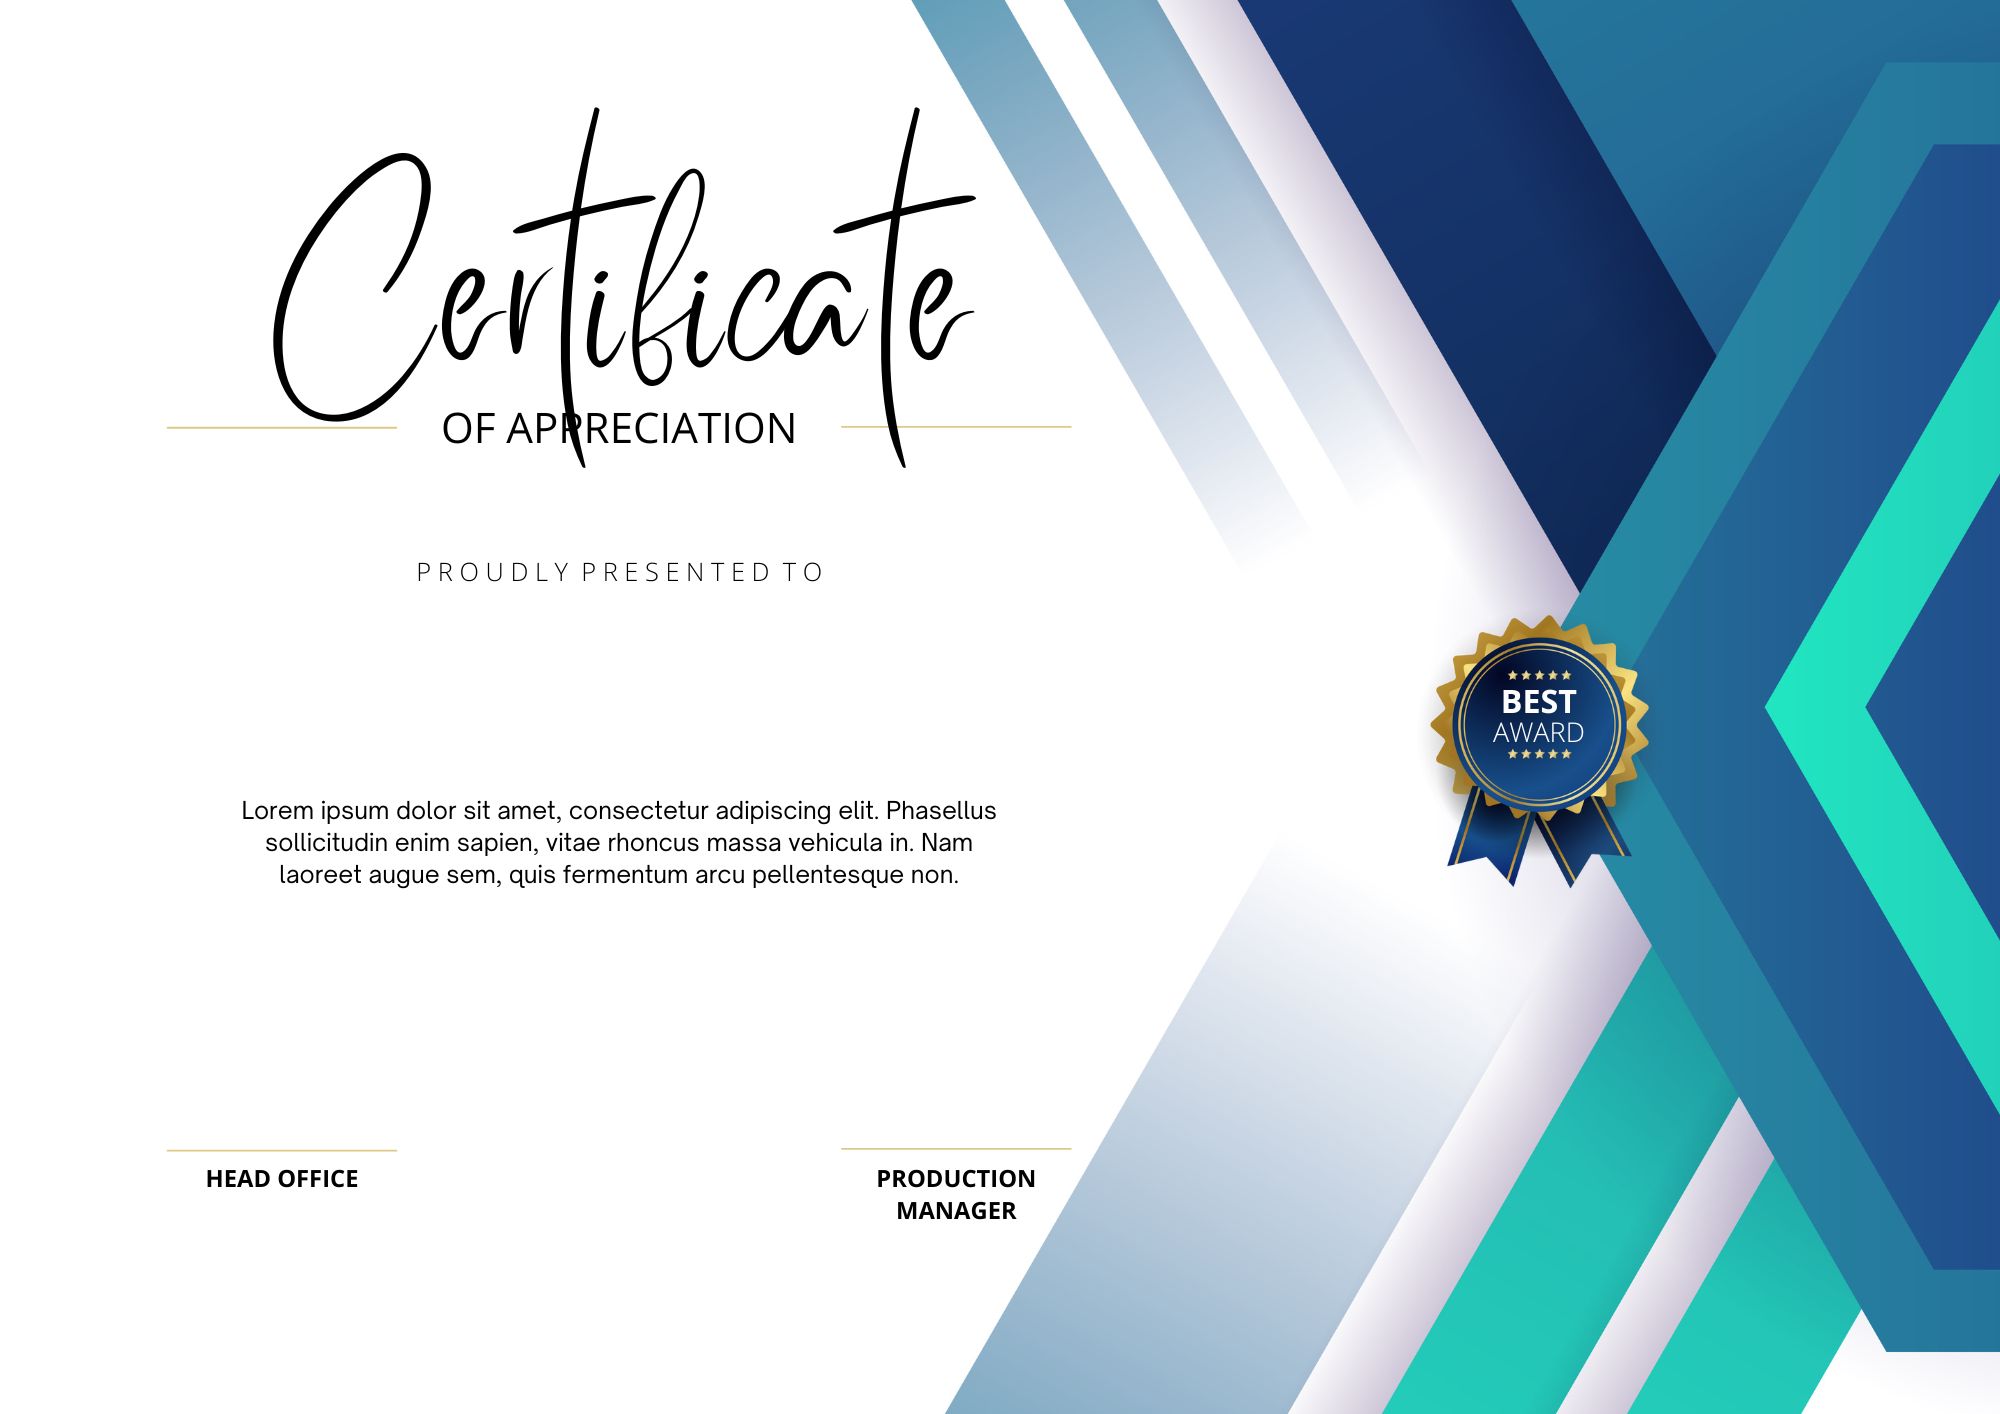 Certificate
OF APPRECIATION
PROUDLY PRESENTED TO
BEST
AWARD
Lorem ipsum dolor sit amet, consectetur adipiscing elit. Phasellus
sollicitudin enim sapien, vitae rhoncus massa vehicula in. Nam
laoreet augue sem, quis fermentum arcu pellentesque non.
HEAD OFFICE
PRODUCTION
MANAGER